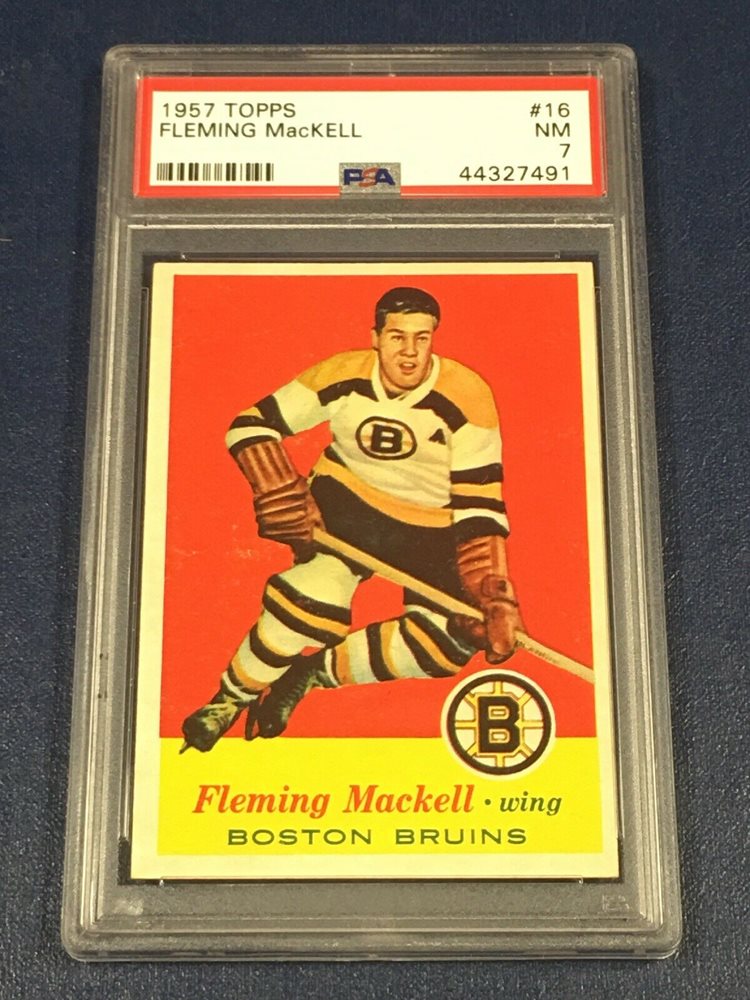 1957 TOPPS #16
FLEMING MacKELL NM
7
PSA 44327491
B A
B
Fleming Mackell · wing
BOSTON BRUINS